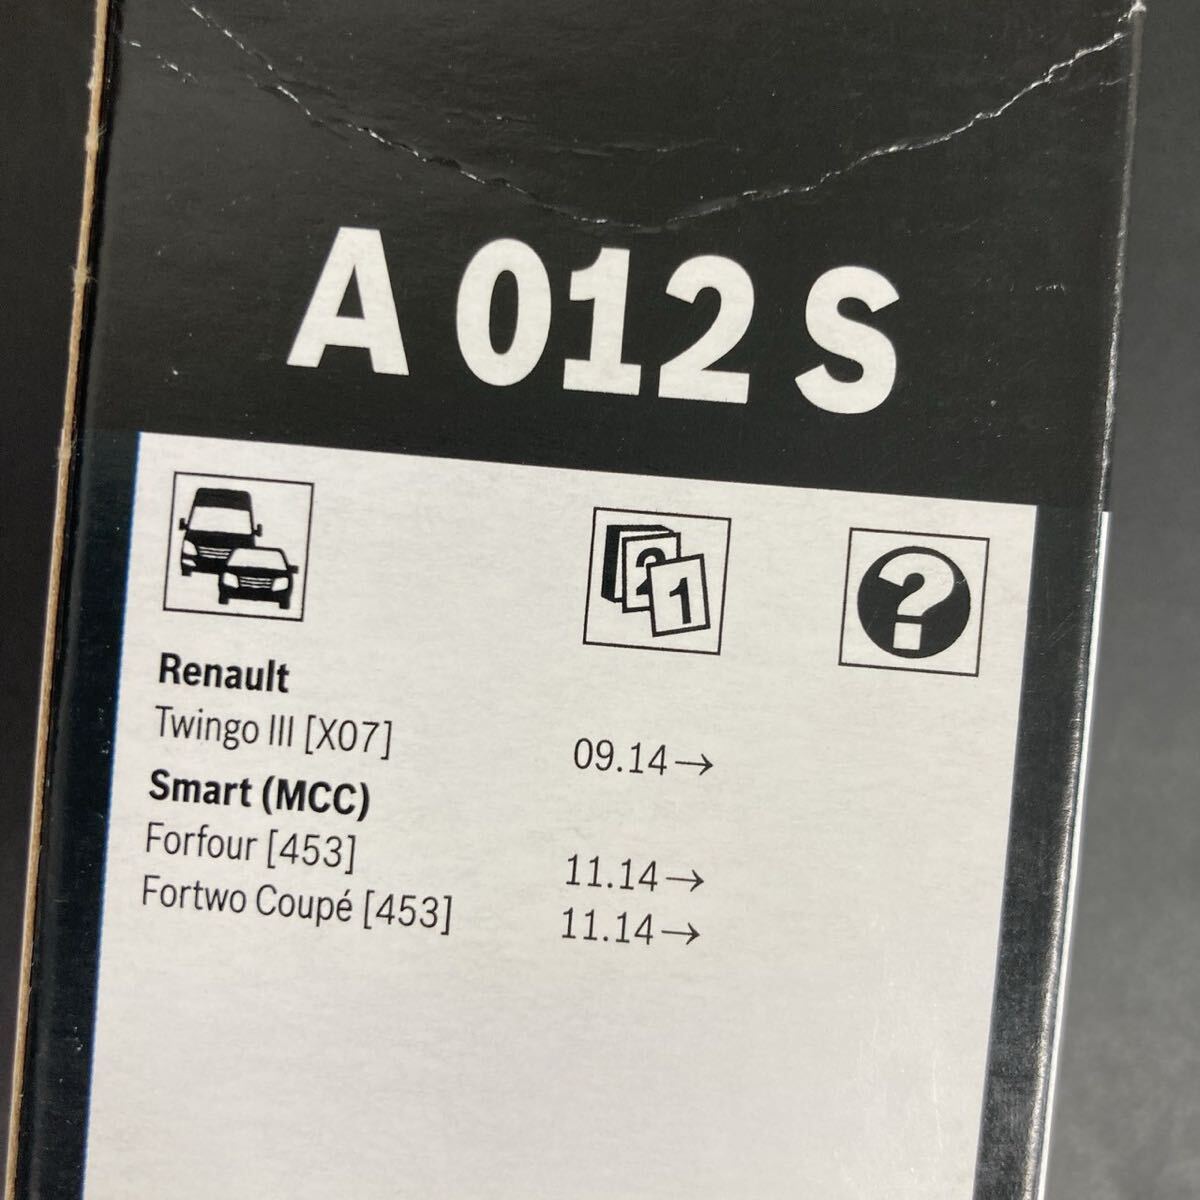 A 012 S
2 1
?
Renault
Twingo III [X07] 09.14→
Smart (MCC)
Forfour [453] 11.14→
Fortwo Coupé [453] 11.14→